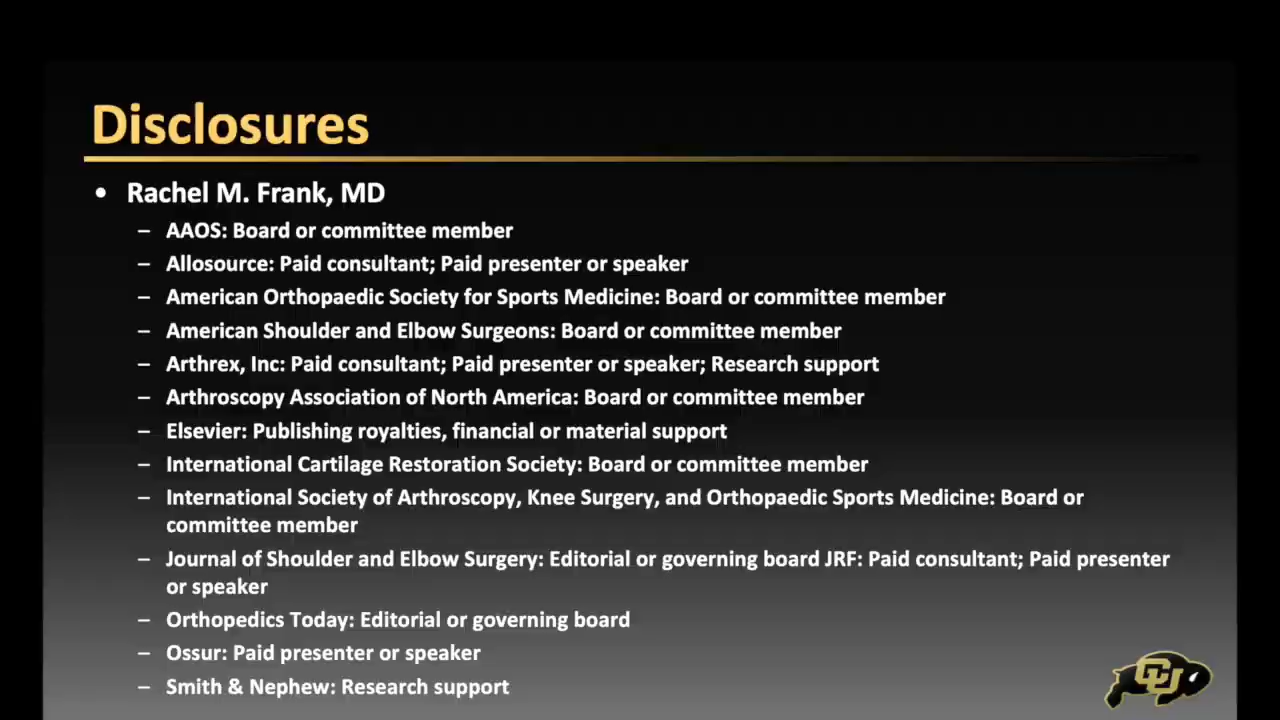 Disclosures
• Rachel M. Frank, MD
– AAOS: Board or committee member
– Allosource: Paid consultant; Paid presenter or speaker
– American Orthopaedic Society for Sports Medicine: Board or committee member
– American Shoulder and Elbow Surgeons: Board or committee member
– Arthrex, Inc: Paid consultant; Paid presenter or speaker; Research support
– Arthroscopy Association of North America: Board or committee member
– Elsevier: Publishing royalties, financial or material support
– International Cartilage Restoration Society: Board or committee member
– International Society of Arthroscopy, Knee Surgery, and Orthopaedic Sports Medicine: Board or
committee member
– Journal of Shoulder and Elbow Surgery: Editorial or governing board JRF: Paid consultant; Paid presenter
or speaker
– Orthopedics Today: Editorial or governing board
– Ossur: Paid presenter or speaker
– Smith & Nephew: Research support
CU